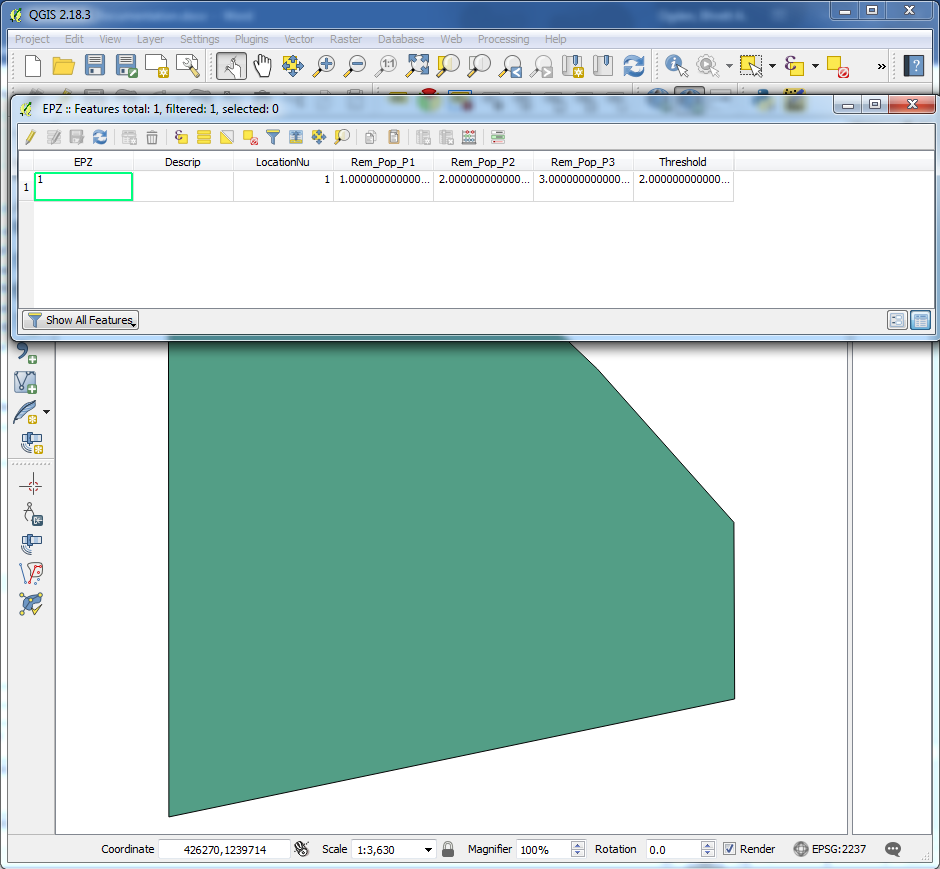 QGIS 2.18.3
Project Edit View Layer Settings Plugins Vector Raster Database Web Processing Help
EPZ :: Features total: 1, filtered: 1, selected: 0
EPZ Descrip LocationNu Rem_Pop_P1 Rem_Pop_P2 Rem_Pop_P3 Threshold
1 1 1 1.000000000000... 2.000000000000... 3.000000000000... 2.000000000000...
Show All Features
Coordinate 426270,1239714 Scale 1:3,630 Magnifier 100% Rotation 0.0 Render EPSG:2237